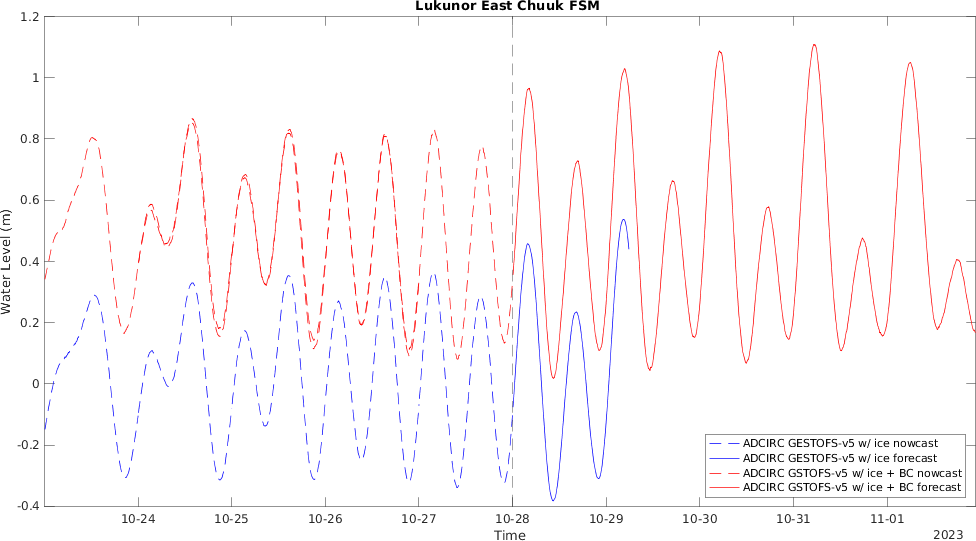 Lukunor East Chuuk FSM
1.2
1
0.8
0.6
0.4
0.2
0
-0.2
-0.4
Water Level (m)
ADCIRC GESTOFS-v5 w/ ice nowcast
ADCIRC GESTOFS-v5 w/ ice forecast
ADCIRC GSTOFS-v5 w/ ice + BC nowcast
ADCIRC GSTOFS-v5 w/ ice + BC forecast
10-24 10-25 10-26 10-27 10-28 10-29 10-30 10-31 11-01
Time
2023